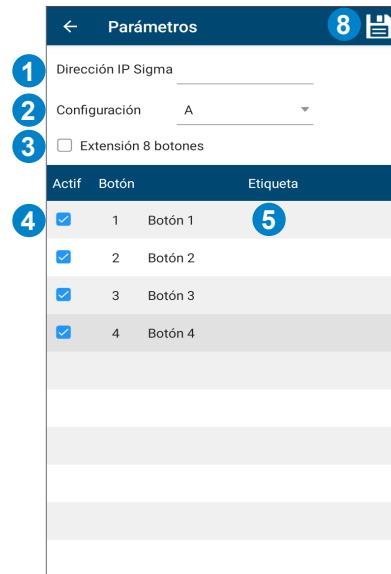 Parámetros 8
1 Dirección IP Sigma
2 Configuración A
3 Extensión 8 botones
Actif Botón Etiqueta
4 1 Botón 1 5
2 Botón 2
3 Botón 3
4 Botón 4